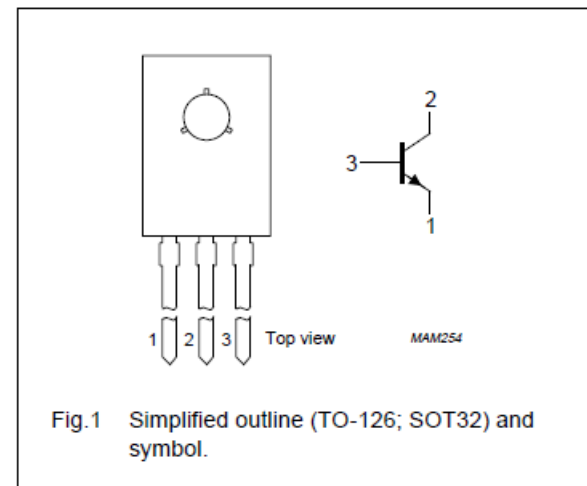 2
3
1
1 2 3 Top view MAM254
Fig.1 Simplified outline (TO-126; SOT32) and
symbol.